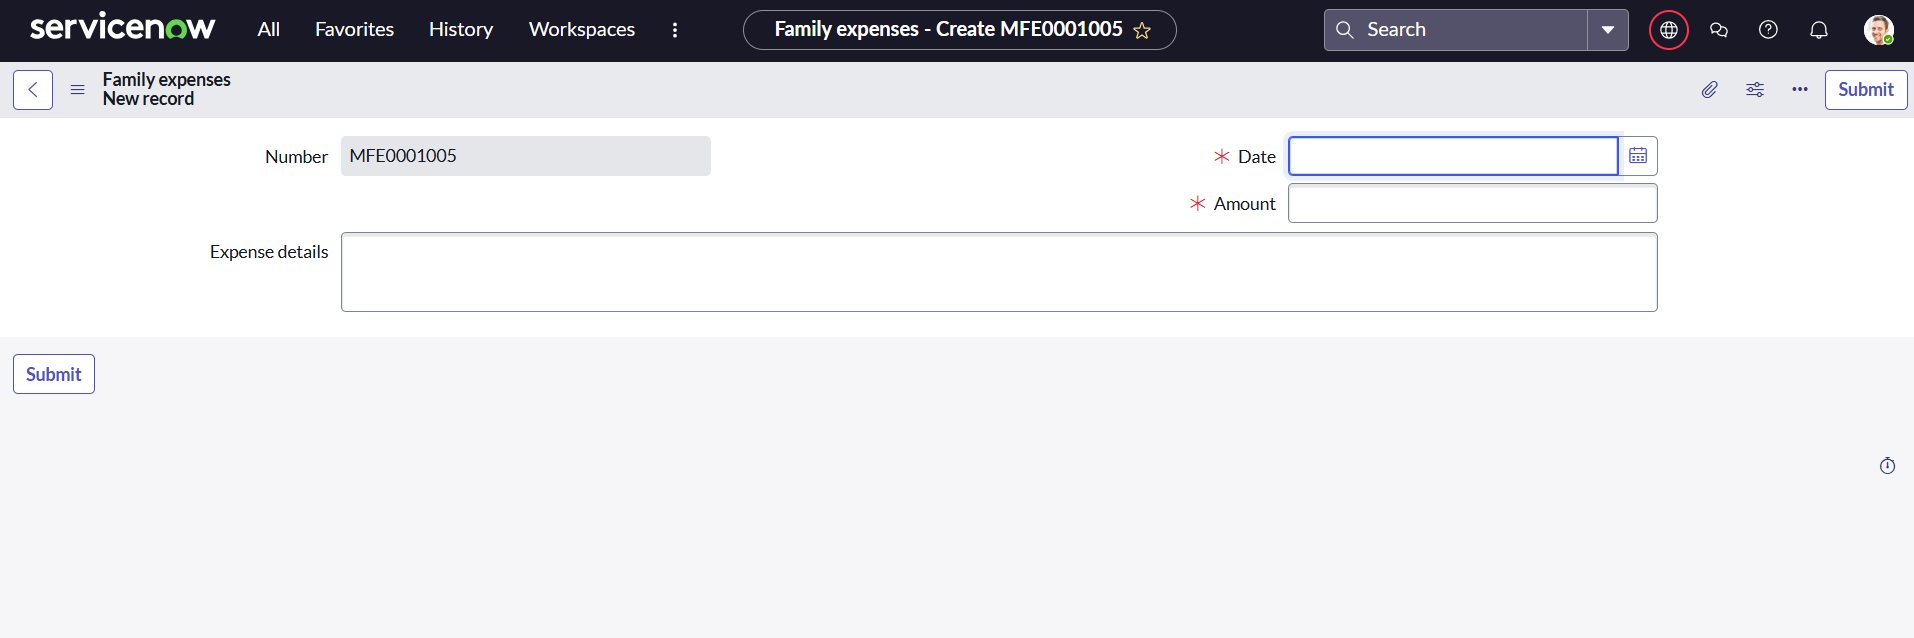 servicenow
All
Favorites
History
Workspaces
Family expenses - Create MFE0001005
Search
Family expenses
New record
Submit
Number
MFE0001005
Date
Amount
Expense details
Submit